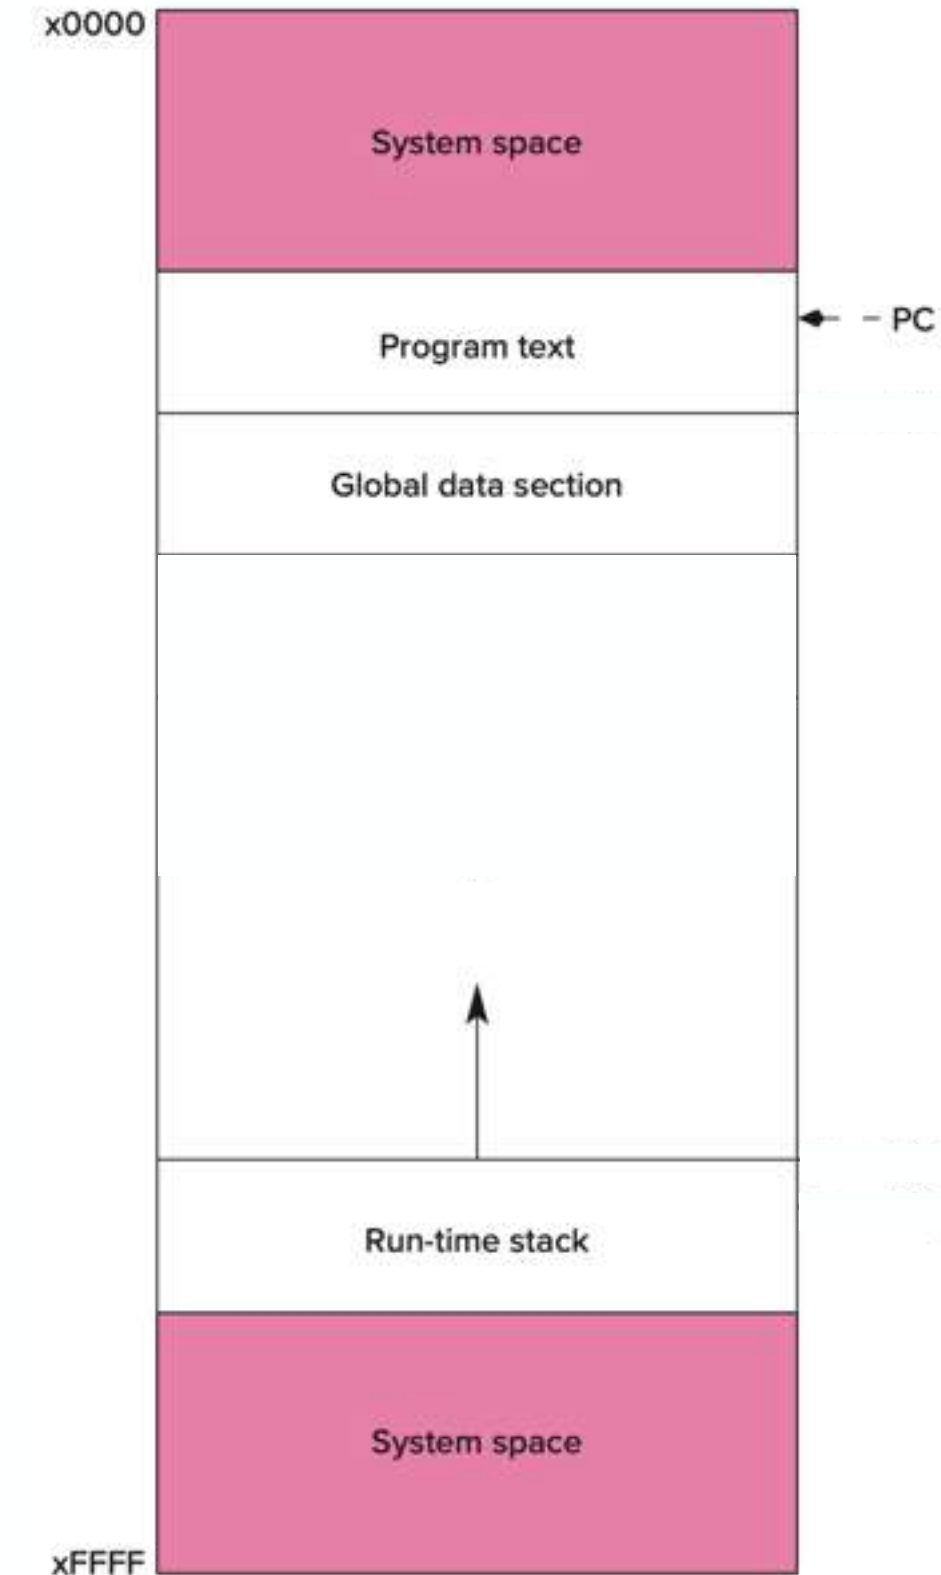 x0000
System space
PC
Program text
Global data section
Run-time stack
System space
xFFFF